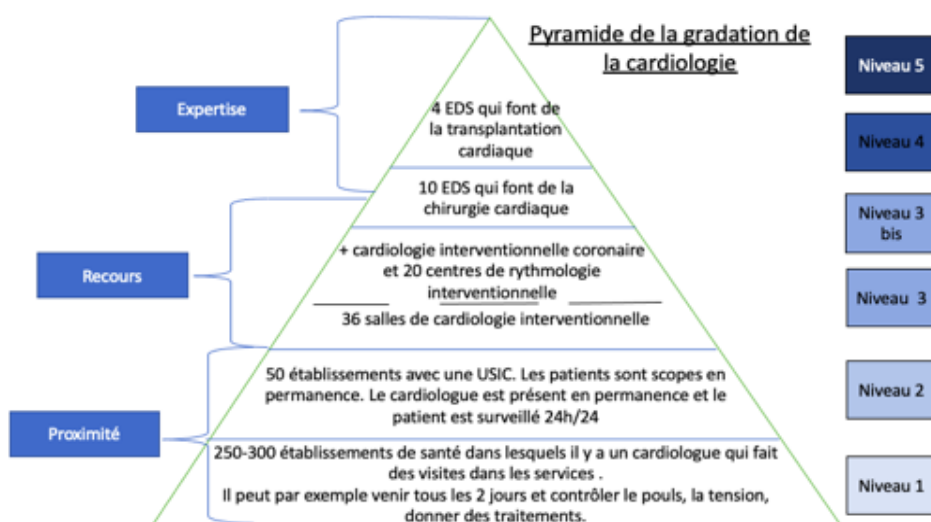 Pyramide de la gradation de
la cardiologie
Expertise
4 EDS qui font de
la transplantation
cardiaque
Niveau 5
Niveau 4
10 EDS qui font de la
chirurgie cardiaque
Niveau 3
bis
Recours
+ cardiologie interventionnelle coronaire
et 20 centres de rythmologie
interventionnelle
36 salles de cardiologie interventionnelle
Niveau 3
Proximité
50 établissements avec une USIC. Les patients sont scopes en
permanence. Le cardiologue est présent en permanence et le
patient est surveillé 24h/24
Niveau 2
250-300 établissements de santé dans lesquels il y a un cardiologue qui fait
des visites dans les services .
Il peut par exemple venir tous les 2 jours et contrôler le pouls, la tension,
donner des traitements.
Niveau 1